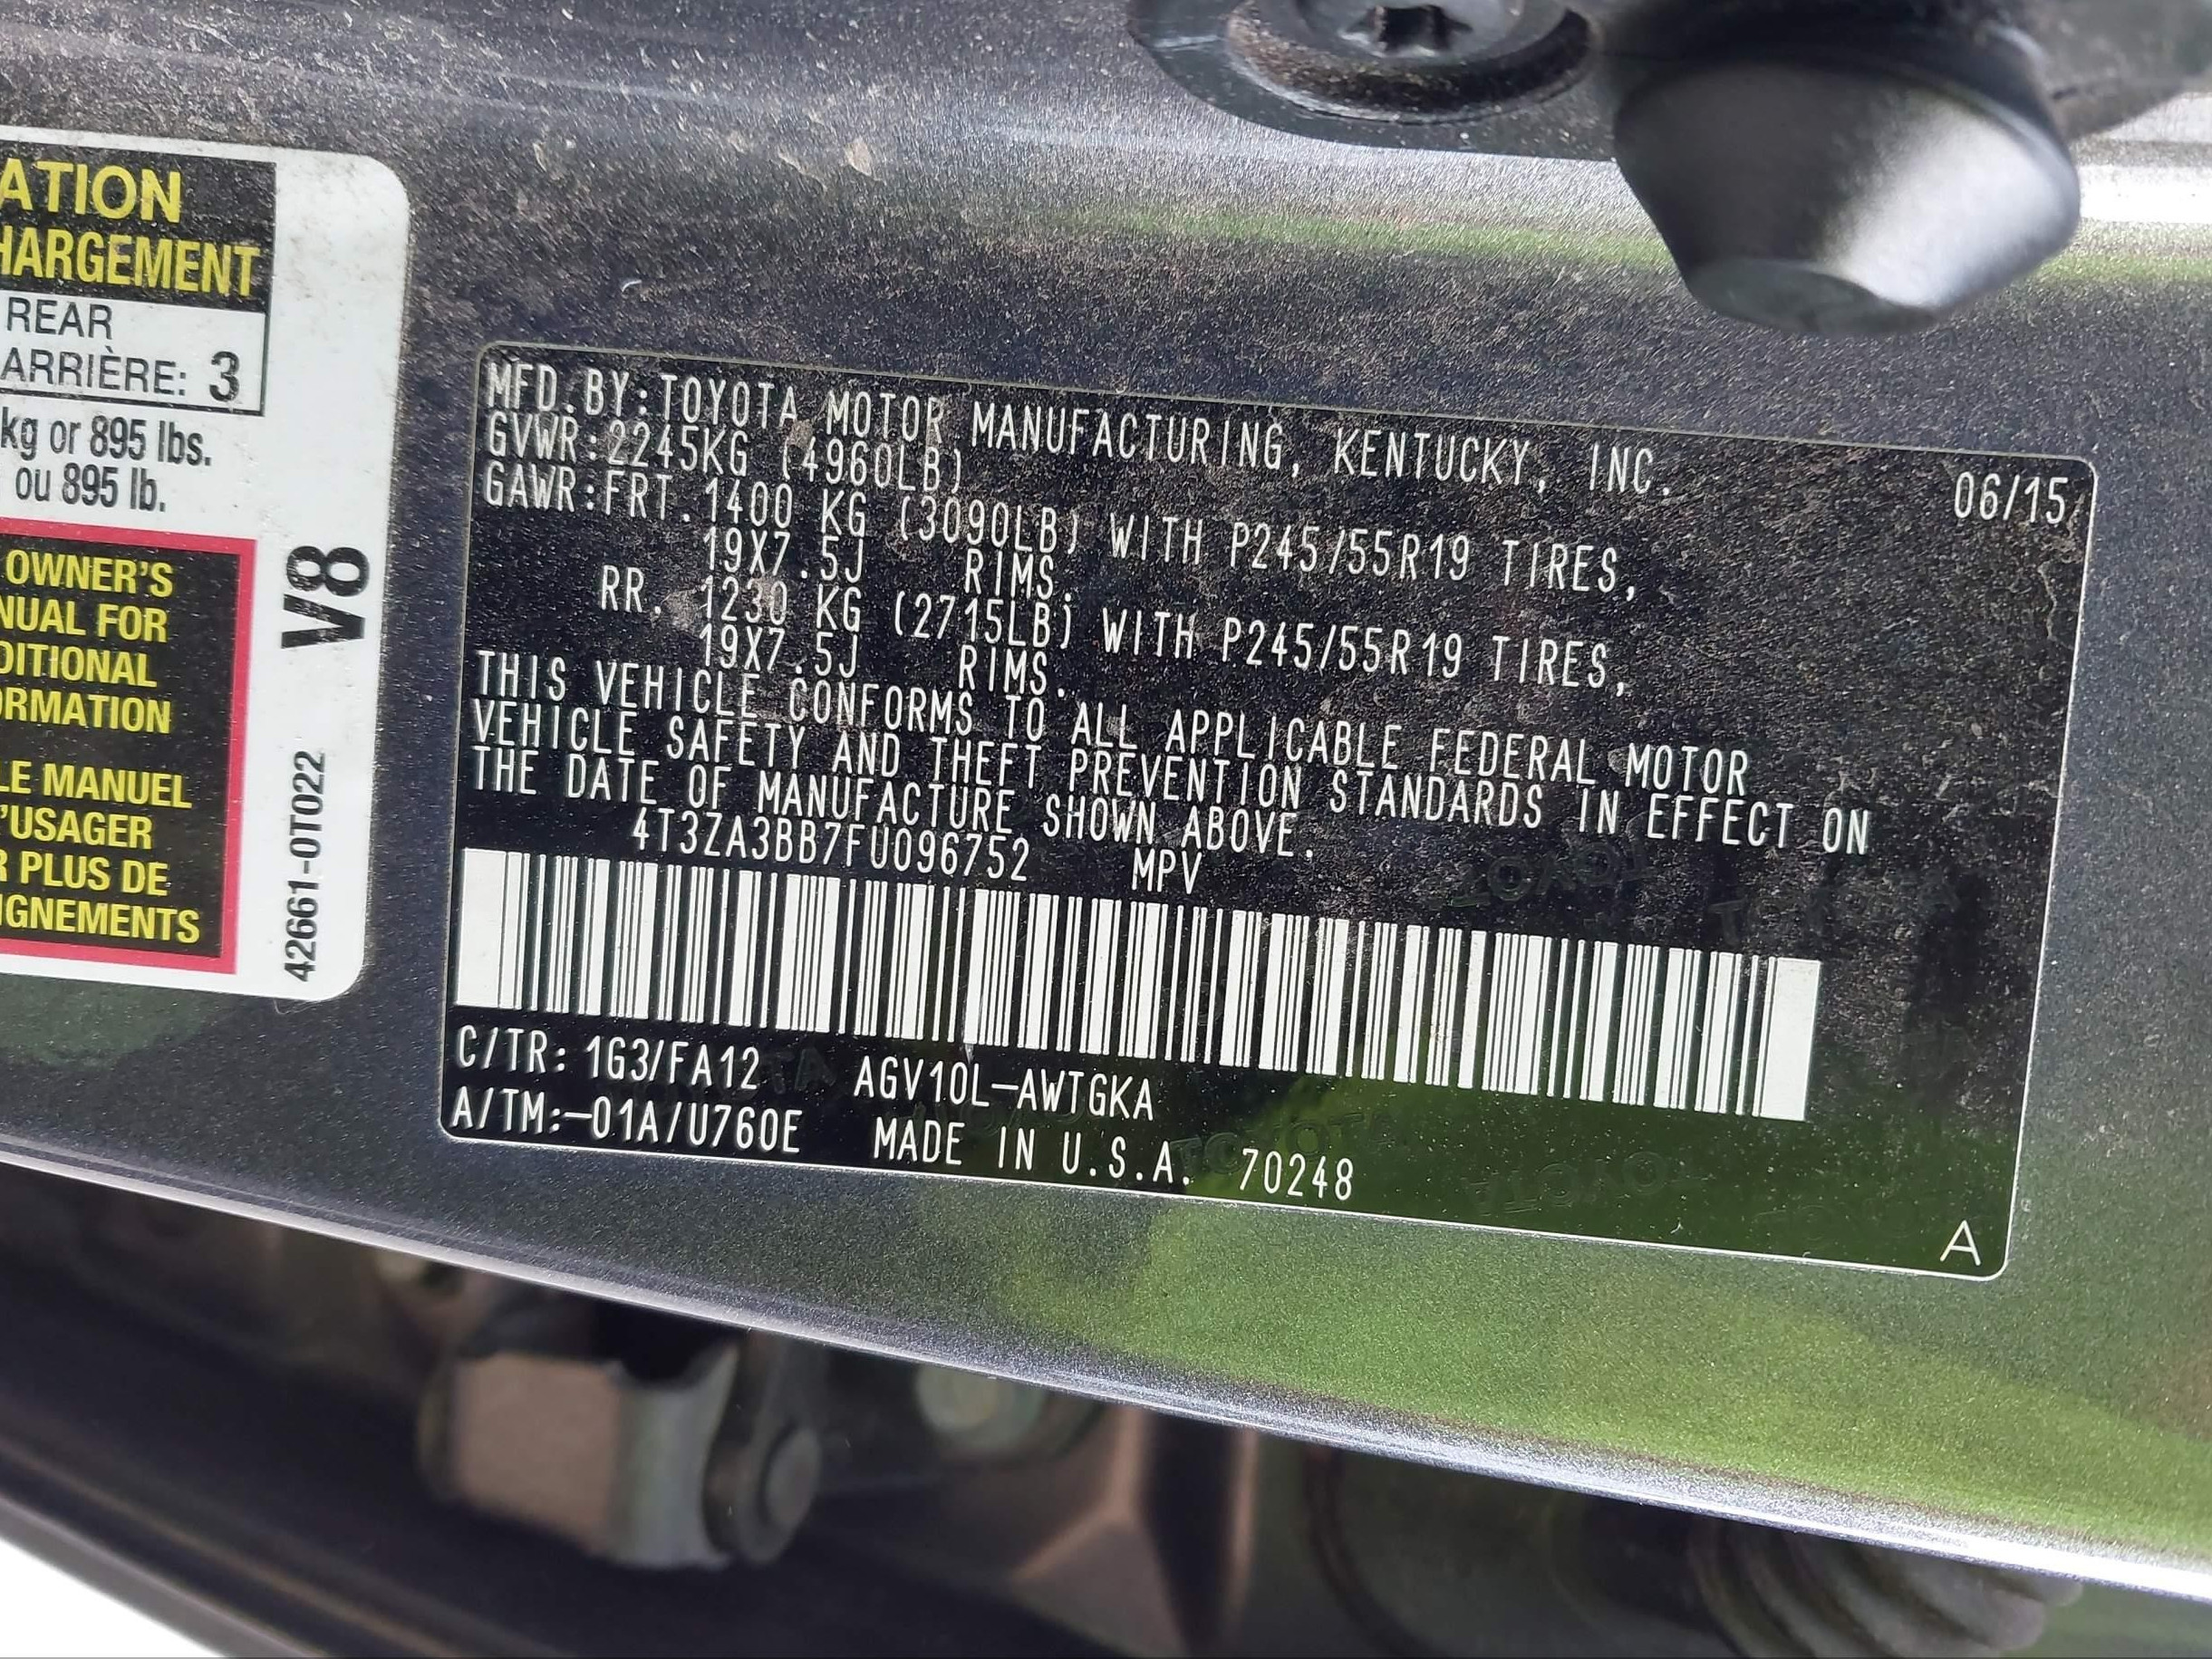 ATION
HARGEMENT
REAR
ARRIÈRE: 3
kg or 895 lbs.
ou 895 lb.
OWNER'S
NUAL FOR
DITIONAL
ORMATION
LE MANUEL
'USAGER
R PLUS DE
IGNEMENTS
V8
42661-0T022
MFD.BY:TOYOTA MOTOR MANUFACTURING, KENTUCKY, INC. 06/15
GVWR:2245KG (4960LB)
GAWR:FRT. 1400 KG (3090LB) WITH P245/55R19 TIRES,
19X7.5J RIMS.
RR. 1230 KG (2715LB) WITH P245/55R19 TIRES,
19X7.5J RIMS.
THIS VEHICLE CONFORMS TO ALL APPLICABLE FEDERAL MOTOR
VEHICLE SAFETY AND THEFT PREVENTION STANDARDS IN EFFECT ON
THE DATE OF MANUFACTURE SHOWN ABOVE.
4T3ZA3BB7FU096752 MPV
C/TR: 1G3/FA12 AGV10L-AWTGKA
A/TM:-01A/U760E MADE IN U.S.A. 70248
A